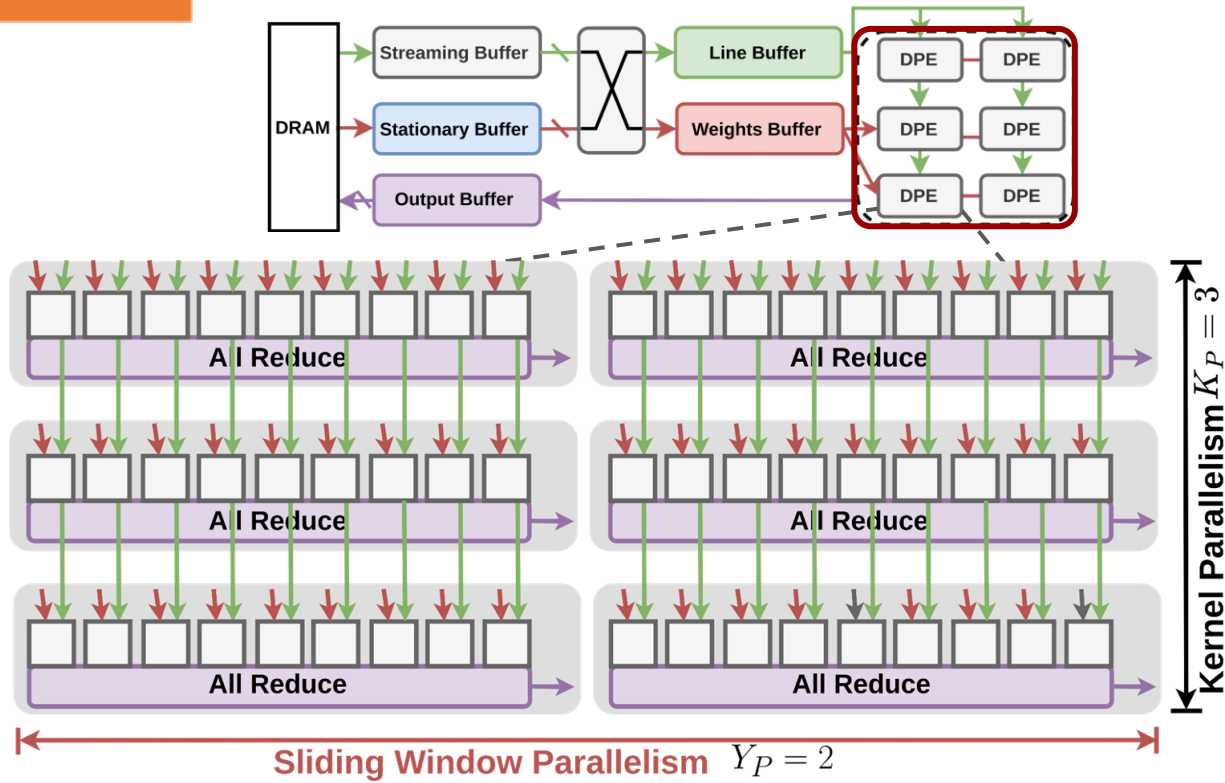 Streaming Buffer
Line Buffer
DPE
DPE
DRAM
Stationary Buffer
Weights Buffer
DPE
DPE
Output Buffer
DPE
DPE
All Reduce
All Reduce
All Reduce
All Reduce
All Reduce
All Reduce
Kernel Parallelism K_P = 3
Sliding Window Parallelism Y_P = 2